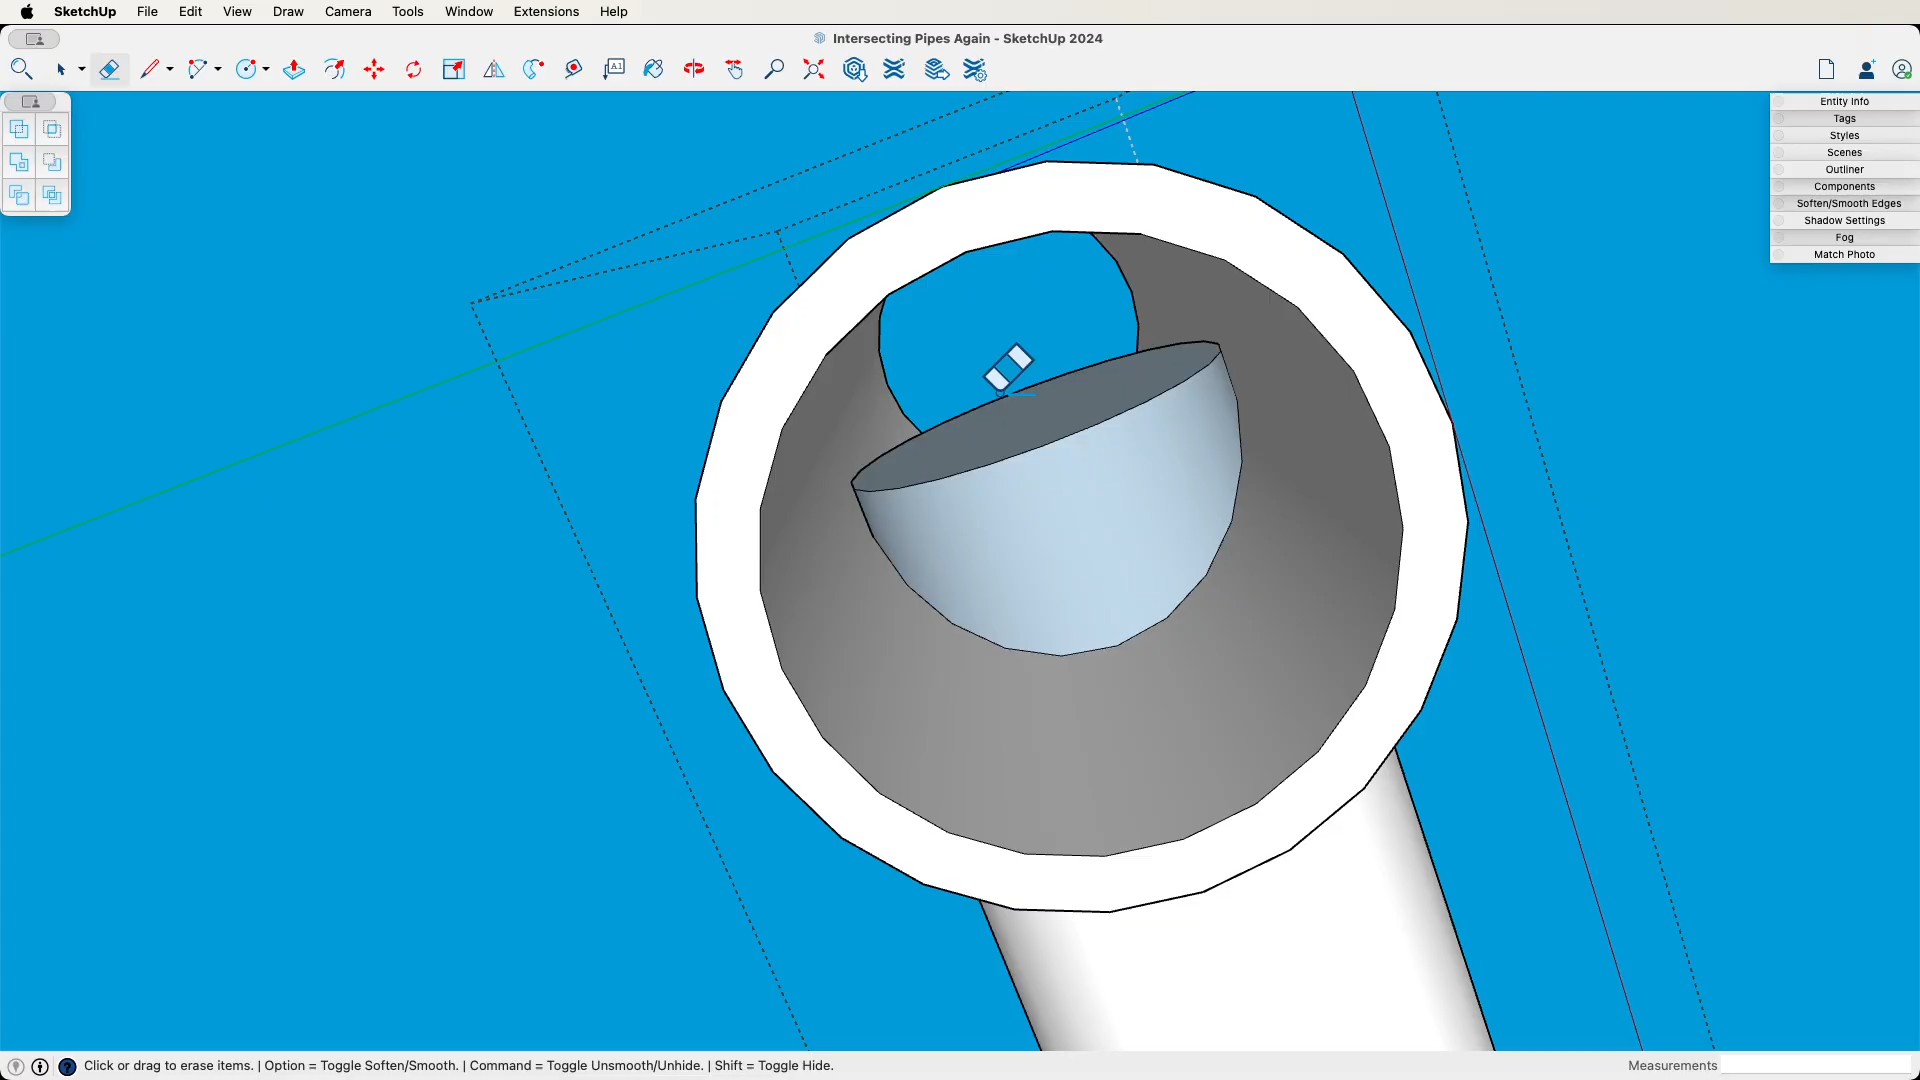 SketchUp File Edit View Draw Camera Tools Window Extensions Help
Intersecting Pipes Again - SketchUp 2024
A1
Entity Info
Tags
Styles
Scenes
Outliner
Components
Soften/Smooth Edges
Shadow Settings
Fog
Match Photo
Click or drag to erase items. | Option = Toggle Soften/Smooth. | Command = Toggle Unsmooth/Unhide. | Shift = Toggle Hide. Measurements